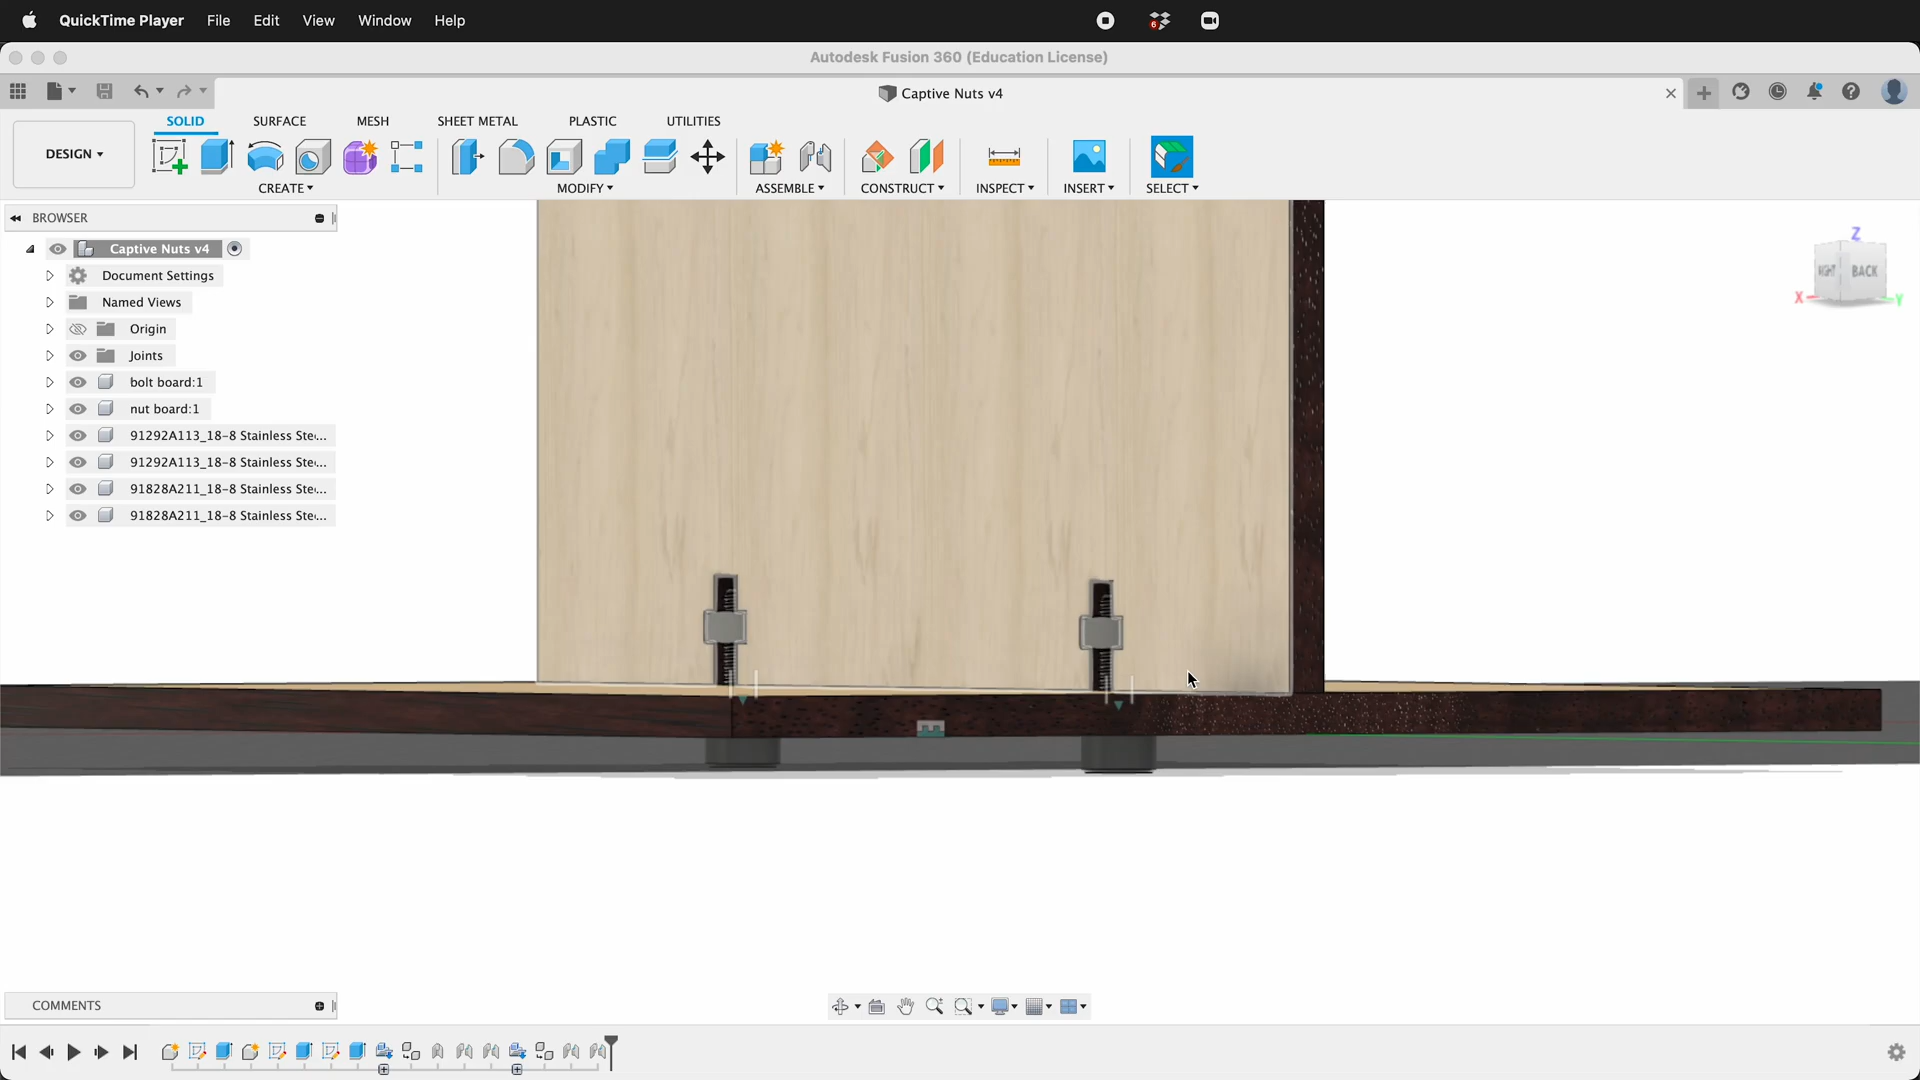 QuickTime Player File Edit View Window Help
6
Autodesk Fusion 360 (Education License)
Captive Nuts v4
SOLID SURFACE MESH SHEET METAL PLASTIC UTILITIES
DESIGN
CREATE MODIFY ASSEMBLE CONSTRUCT INSPECT INSERT SELECT
BROWSER
Captive Nuts v4
Document Settings
Named Views
Origin
Joints
bolt board:1
nut board:1
91292A113_18-8 Stainless Ste...
91292A113_18-8 Stainless Ste...
91828A211_18-8 Stainless Ste...
91828A211_18-8 Stainless Ste...
Z
RIGHT BACK
X Y
COMMENTS